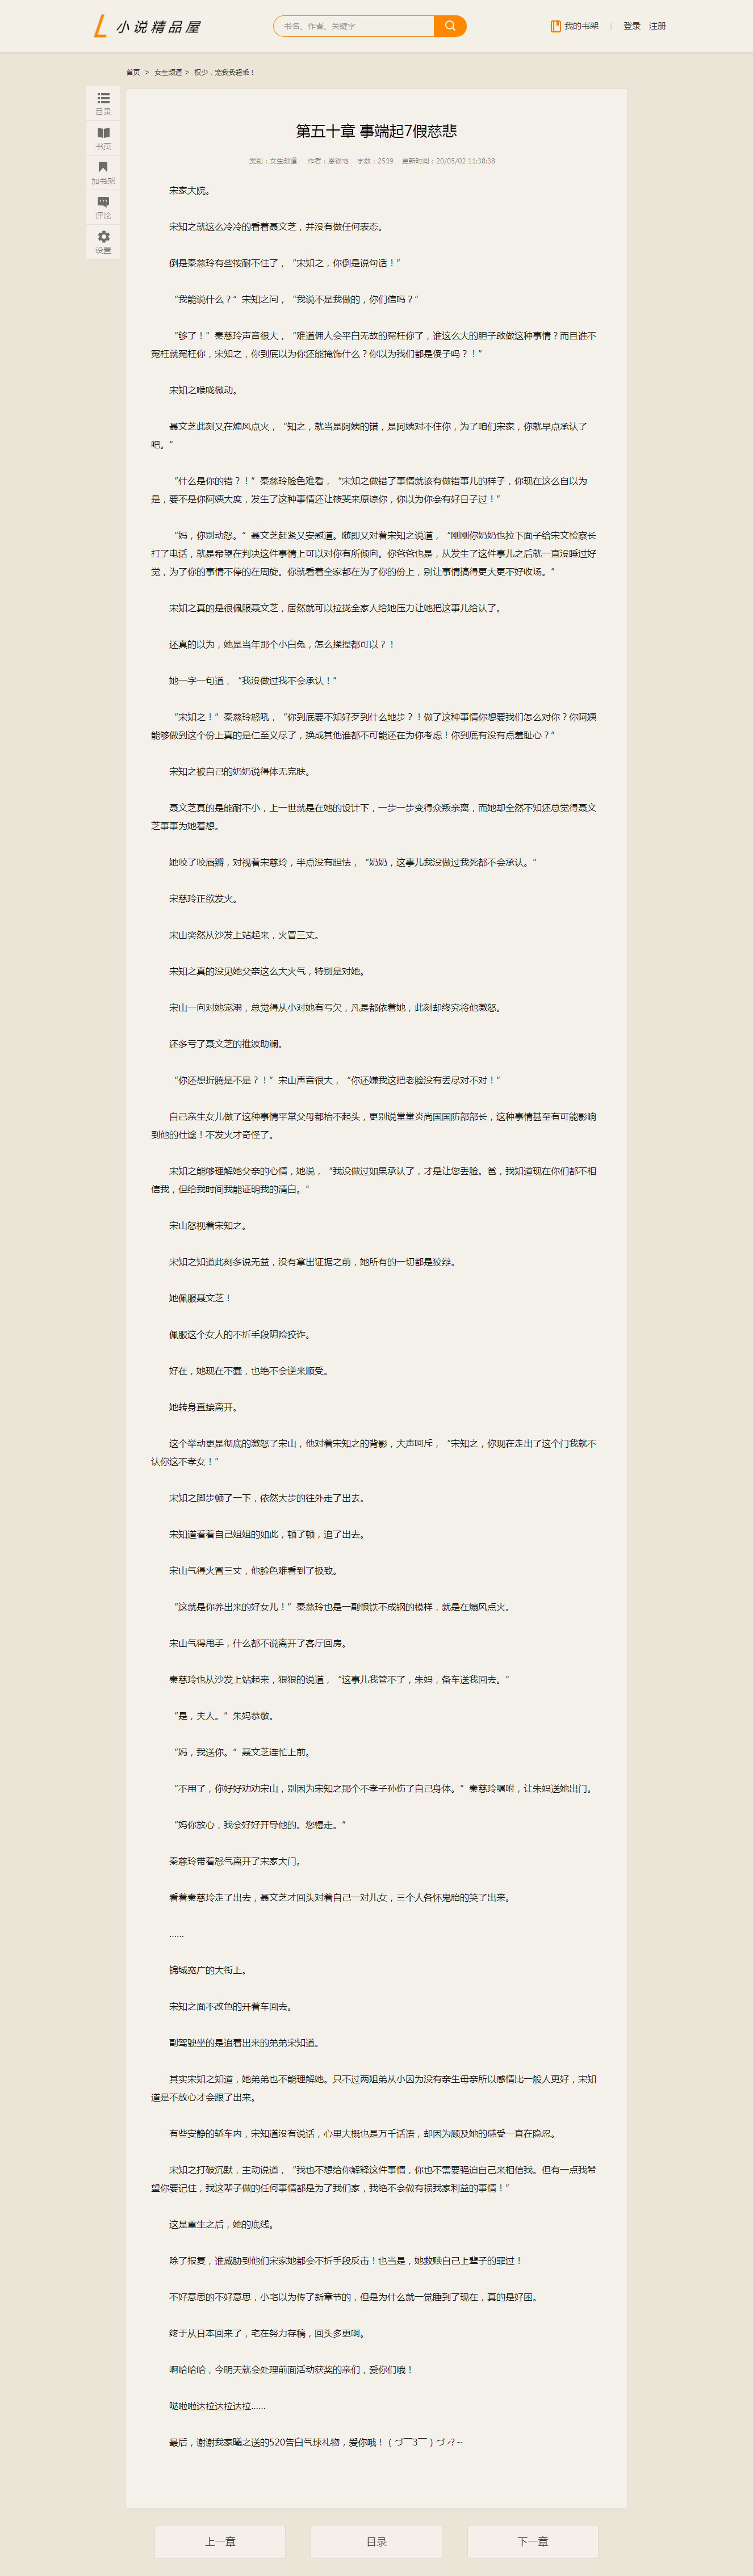 小说精品屋
书名、作者、关键字
我的书架
|
登录 注册
首页 > 女生频道 > 权少，宠我我超乖！
目录
书页
加书架
评论
设置
第五十章 事端起7假慈悲
类别：女生频道 作者：恩很宅 字数：2539 更新时间：20/05/02 11:38:38
宋家大院。
宋知之就这么冷冷的看着聂文芝，并没有做任何表态。
倒是秦慈玲有些按耐不住了，“宋知之，你倒是说句话！”
“我能说什么？”宋知之问，“我说不是我做的，你们信吗？”
“够了！”秦慈玲声音很大，“难道佣人会平白无故的冤枉你了，谁这么大的胆子敢做这种事情？而且谁不
冤枉就冤枉你，宋知之，你到底以为你还能掩饰什么？你以为我们都是傻子吗？！”
宋知之喉咙微动。
聂文芝此刻又在煽风点火，“知之，就当是阿姨的错，是阿姨对不住你，为了咱们宋家，你就早点承认了
吧。”
“什么是你的错？！”秦慈玲脸色难看，“宋知之做错了事情就该有做错事儿的样子，你现在这么自以为
是，要不是你阿姨大度，发生了这种事情还让枝斐来原谅你，你以为你会有好日子过！”
“妈，你别动怒。”聂文芝赶紧又安慰道。随即又对着宋知之说道，“刚刚你奶奶也拉下面子给宋文检察长
打了电话，就是希望在判决这件事情上可以对你有所倾向。你爸爸也是，从发生了这件事儿之后就一直没睡过好
觉，为了你的事情不停的在周旋。你就看着全家都在为了你的份上，别让事情搞得更大更不好收场。”
宋知之真的是很佩服聂文芝，居然就可以拉拢全家人给她压力让她把这事儿给认了。
还真的以为，她是当年那个小白兔，怎么揉捏都可以？！
她一字一句道，“我没做过我不会承认！”
“宋知之！”秦慈玲怒吼，“你到底要不知好歹到什么地步？！做了这种事情你想要我们怎么对你？你阿姨
能够做到这个份上真的是仁至义尽了，换成其他谁都不可能还在为你考虑！你到底有没有点羞耻心？”
宋知之被自己的奶奶说得体无完肤。
聂文芝真的是能耐不小，上一世就是在她的设计下，一步一步变得众叛亲离，而她却全然不知还总觉得聂文
芝事事为她着想。
她咬了咬唇瓣，对视着宋慈玲，半点没有胆怯，“奶奶，这事儿我没做过我死都不会承认。”
宋慈玲正欲发火。
宋山突然从沙发上站起来，火冒三丈。
宋知之真的没见她父亲这么大火气，特别是对她。
宋山一向对她宠溺，总觉得从小对她有亏欠，凡是都依着她，此刻却终究将他激怒。
还多亏了聂文芝的推波助澜。
“你还想折腾是不是？！”宋山声音很大，“你还嫌我这把老脸没有丢尽对不对！”
自己亲生女儿做了这种事情平常父母都抬不起头，更别说堂堂炎尚国国防部部长，这种事情甚至有可能影响
到他的仕途！不发火才奇怪了。
宋知之能够理解她父亲的心情，她说，“我没做过如果承认了，才是让您丢脸。爸，我知道现在你们都不相
信我，但给我时间我能证明我的清白。”
宋山怒视着宋知之。
宋知之知道此刻多说无益，没有拿出证据之前，她所有的一切都是狡辩。
她佩服聂文芝！
佩服这个女人的不折手段阴险狡诈。
好在，她现在不蠢，也绝不会逆来顺受。
她转身直接离开。
这个举动更是彻底的激怒了宋山，他对着宋知之的背影，大声呵斥，“宋知之，你现在走出了这个门我就不
认你这不孝女！”
宋知之脚步顿了一下，依然大步的往外走了出去。
宋知道看着自己姐姐的如此，顿了顿，追了出去。
宋山气得火冒三丈，他脸色难看到了极致。
“这就是你养出来的好女儿！”秦慈玲也是一副恨铁不成钢的模样，就是在煽风点火。
宋山气得甩手，什么都不说离开了客厅回房。
秦慈玲也从沙发上站起来，狠狠的说道，“这事儿我管不了，朱妈，备车送我回去。”
“是，夫人。”朱妈恭敬。
“妈，我送你。”聂文芝连忙上前。
“不用了，你好好劝劝宋山，别因为宋知之那个不孝子孙伤了自己身体。”秦慈玲嘱咐，让朱妈送她出门。
“妈你放心，我会好好开导他的。您慢走。”
秦慈玲带着怒气离开了宋家大门。
看着秦慈玲走了出去，聂文芝才回头对着自己一对儿女，三个人各怀鬼胎的笑了出来。
……
锦城宽广的大街上。
宋知之面不改色的开着车回去。
副驾驶坐的是追着出来的弟弟宋知道。
其实宋知之知道，她弟弟也不能理解她。只不过两姐弟从小因为没有亲生母亲所以感情比一般人更好，宋知
道是不放心才会跟了出来。
有些安静的轿车内，宋知道没有说话，心里大概也是万千话语，却因为顾及她的感受一直在隐忍。
宋知之打破沉默，主动说道，“我也不想给你解释这件事情，你也不需要强迫自己来相信我。但有一点我希
望你要记住，我这辈子做的任何事情都是为了我们家，我绝不会做有损我家利益的事情！”
这是重生之后，她的底线。
除了报复，谁威胁到他们宋家她都会不折手段反击！也当是，她救赎自己上辈子的罪过！
不好意思的不好意思，小宅以为传了新章节的，但是为什么就一觉睡到了现在，真的是好困。
终于从日本回来了，宅在努力存稿，回头多更啊。
啊哈哈哈，今明天就会处理前面活动获奖的亲们，爱你们哦！
哒啦啦达拉达拉达拉……
最后，谢谢我家曦之送的520告白气球礼物，爱你哦！（づ￣3￣）づ╭?～
上一章
目录
下一章